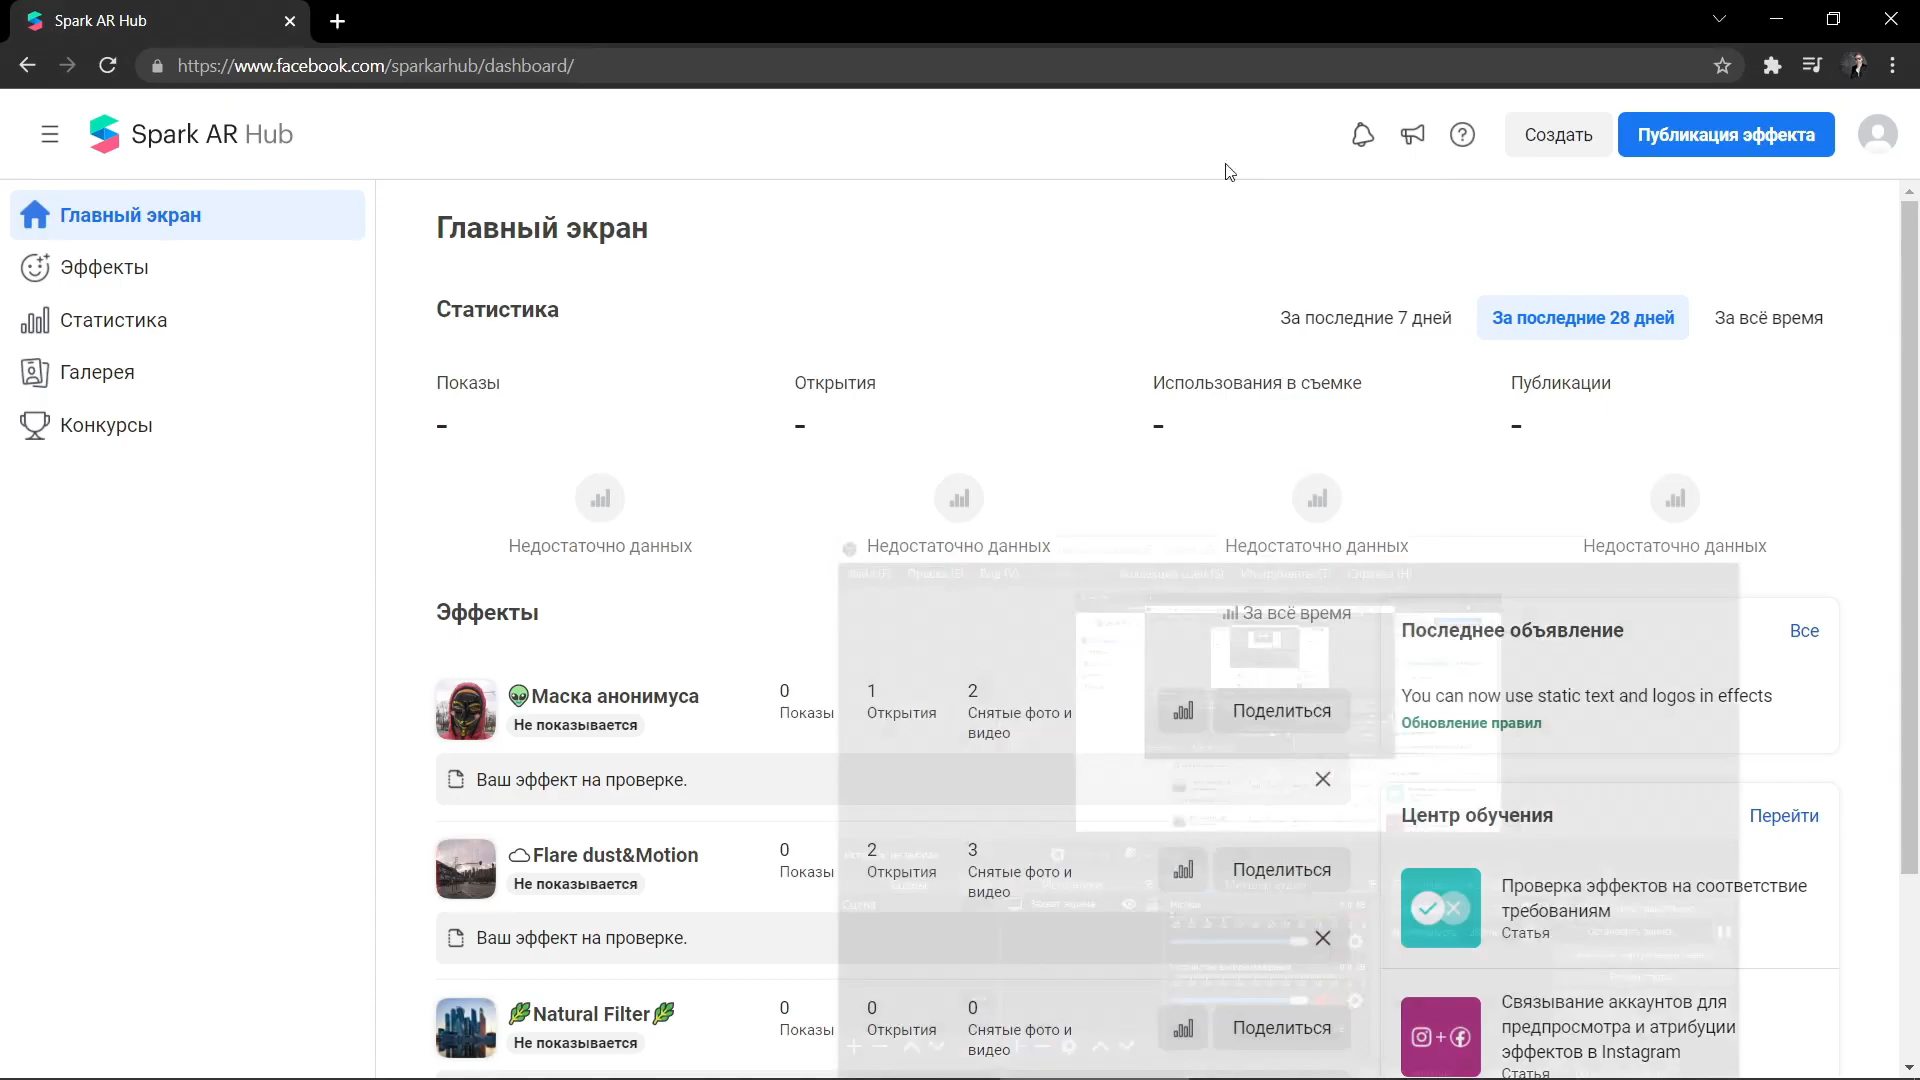 Spark AR Hub
https://www.facebook.com/sparkarhub/dashboard/
Spark AR Hub
Создать
Публикация эффекта
Главный экран
Эффекты
Статистика
Галерея
Конкурсы
Главный экран
Статистика
За последние 7 дней
За последние 28 дней
За всё время
Показы
Открытия
Использования в съемке
Публикации
-
-
-
-
Недостаточно данных
Недостаточно данных
Недостаточно данных
Недостаточно данных
Эффекты
За всё время
👽Маска анонимуса
Не показывается
0
Показы
1
Открытия
2
Снятые фото и
видео
Поделиться
Ваш эффект на проверке.
Flare dust&Motion
Не показывается
0
Показы
2
Открытия
3
Снятые фото и
видео
Поделиться
Ваш эффект на проверке.
🌿Natural Filter🌿
Не показывается
0
Показы
0
Открытия
0
Снятые фото и
видео
Поделиться
Последнее объявление
Все
You can now use static text and logos in effects
Обновление правил
Центр обучения
Перейти
Проверка эффектов на соответствие
требованиям
Статья
Связывание аккаунтов для
предпросмотра и атрибуции
эффектов в Instagram
Статья